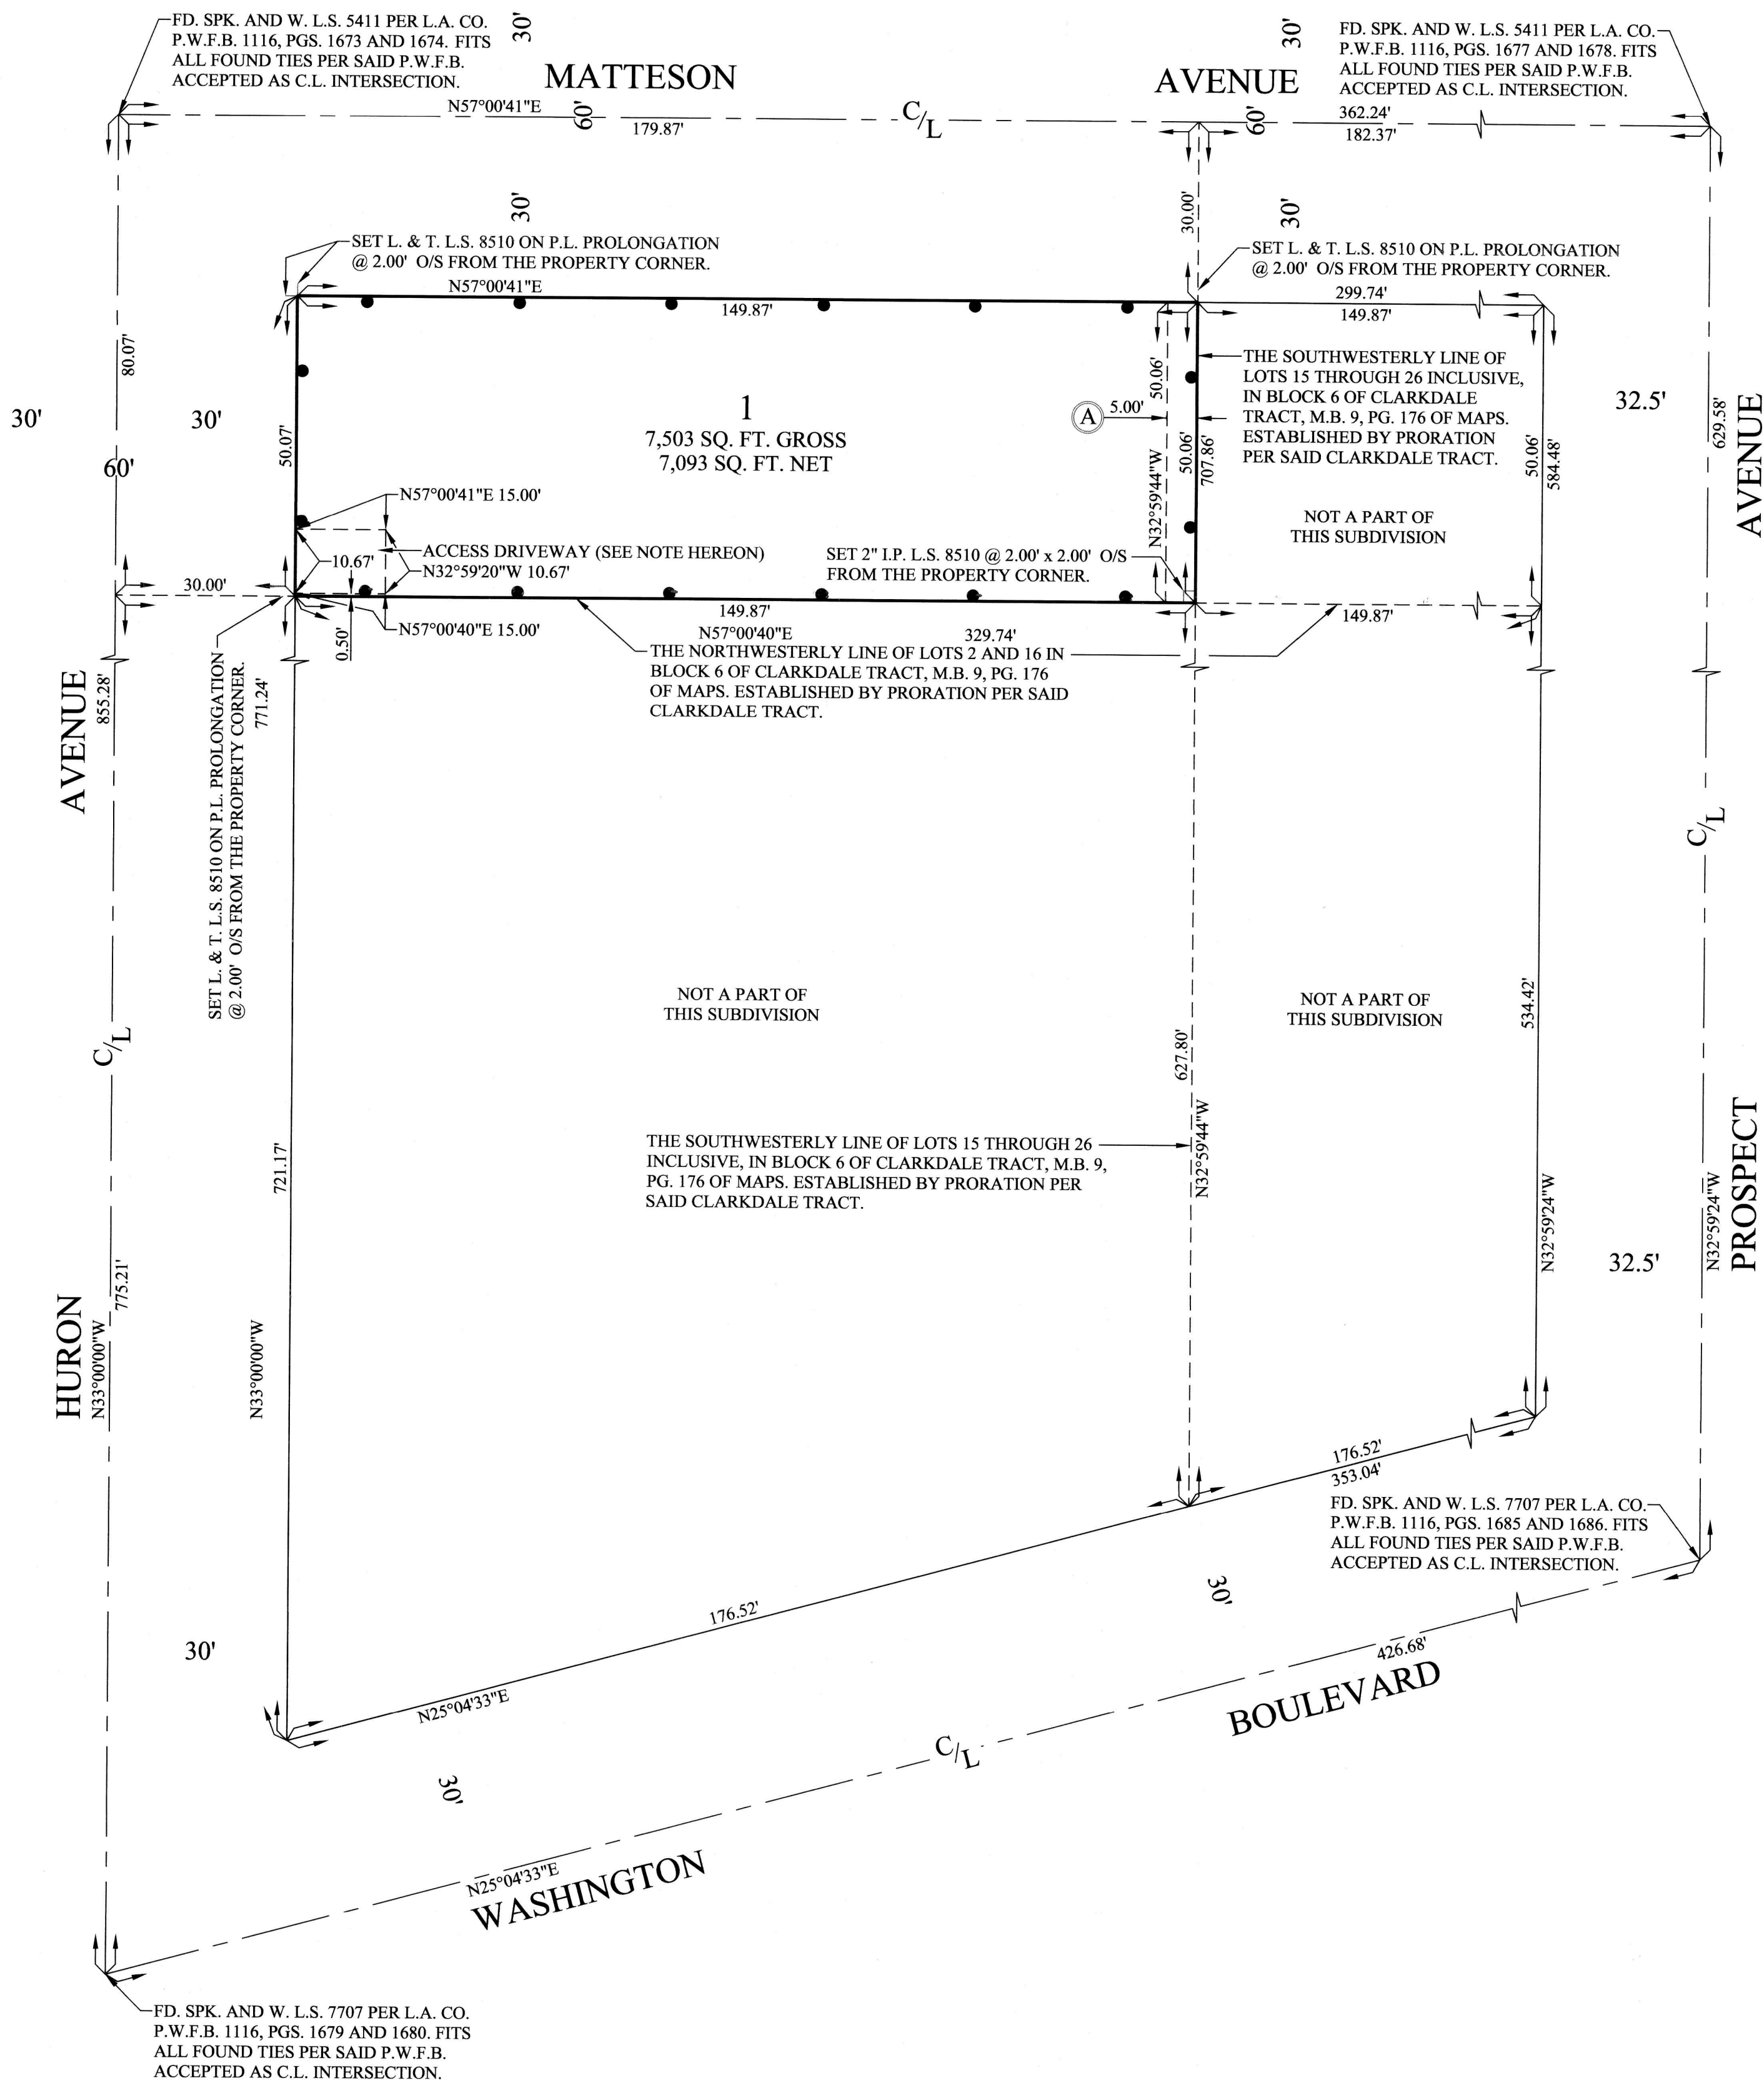 FD. SPK. AND W. L.S. 5411 PER L.A. CO.
P.W.F.B. 1116, PGS. 1673 AND 1674. FITS
ALL FOUND TIES PER SAID P.W.F.B.
ACCEPTED AS C.L. INTERSECTION.
30'
MATTESON
AVENUE
30'
FD. SPK. AND W. L.S. 5411 PER L.A. CO.
P.W.F.B. 1116, PGS. 1677 AND 1678. FITS
ALL FOUND TIES PER SAID P.W.F.B.
ACCEPTED AS C.L. INTERSECTION.
N57°00'41"E
60'
179.87'
C/L
60'
362.24'
182.37'
30'
30.00'
30'
SET L. & T. L.S. 8510 ON P.L. PROLONGATION
@ 2.00' O/S FROM THE PROPERTY CORNER.
SET L. & T. L.S. 8510 ON P.L. PROLONGATION
@ 2.00' O/S FROM THE PROPERTY CORNER.
N57°00'41"E
149.87'
299.74'
149.87'
80.07'
30'
30'
60'
50.07'
1
7,503 SQ. FT. GROSS
7,093 SQ. FT. NET
A
5.00'
50.06'
N32°59'44"W
50.06'
707.86'
THE SOUTHWESTERLY LINE OF
LOTS 15 THROUGH 26 INCLUSIVE,
IN BLOCK 6 OF CLARKDALE
TRACT, M.B. 9, PG. 176 OF MAPS.
ESTABLISHED BY PRORATION
PER SAID CLARKDALE TRACT.
50.06'
584.48'
32.5'
629.58'
AVENUE
NOT A PART OF
THIS SUBDIVISION
N57°00'41"E 15.00'
ACCESS DRIVEWAY (SEE NOTE HEREON)
10.67'
N32°59'20"W 10.67'
SET 2" I.P. L.S. 8510 @ 2.00' x 2.00' O/S
FROM THE PROPERTY CORNER.
30.00'
0.50'
N57°00'40"E 15.00'
149.87'
N57°00'40"E
329.74'
149.87'
THE NORTHWESTERLY LINE OF LOTS 2 AND 16 IN
BLOCK 6 OF CLARKDALE TRACT, M.B. 9, PG. 176
OF MAPS. ESTABLISHED BY PRORATION PER SAID
CLARKDALE TRACT.
AVENUE
855.28'
SET L. & T. L.S. 8510 ON P.L. PROLONGATION
@ 2.00' O/S FROM THE PROPERTY CORNER.
771.24'
C/L
C/L
NOT A PART OF
THIS SUBDIVISION
NOT A PART OF
THIS SUBDIVISION
534.42'
627.80'
N32°59'44"W
THE SOUTHWESTERLY LINE OF LOTS 15 THROUGH 26
INCLUSIVE, IN BLOCK 6 OF CLARKDALE TRACT, M.B. 9,
PG. 176 OF MAPS. ESTABLISHED BY PRORATION PER
SAID CLARKDALE TRACT.
721.17'
N32°59'24"W
32.5'
N32°59'24"W
PROSPECT
HURON
N33°00'00"W
775.21'
N33°00'00"W
176.52'
353.04'
FD. SPK. AND W. L.S. 7707 PER L.A. CO.
P.W.F.B. 1116, PGS. 1685 AND 1686. FITS
ALL FOUND TIES PER SAID P.W.F.B.
ACCEPTED AS C.L. INTERSECTION.
176.52'
30'
30'
N25°04'33"E
426.68'
BOULEVARD
C/L
30'
N25°04'33"E
WASHINGTON
FD. SPK. AND W. L.S. 7707 PER L.A. CO.
P.W.F.B. 1116, PGS. 1679 AND 1680. FITS
ALL FOUND TIES PER SAID P.W.F.B.
ACCEPTED AS C.L. INTERSECTION.